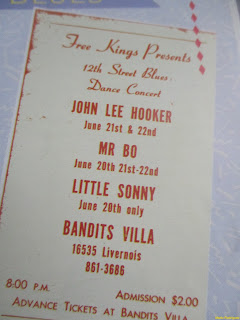 BLUES
Free Kings Presents
12th Street Blues
Dance Concert
JOHN LEE HOOKER
June 21st & 22nd
MR BO
June 20th 21st-22nd
LITTLE SONNY
June 20th only
BANDITS VILLA
16535 Livernois
861-3686
8:00 P.M.
ADMISSION $2.00
ADVANCE TICKETS AT BANDITS VILLA